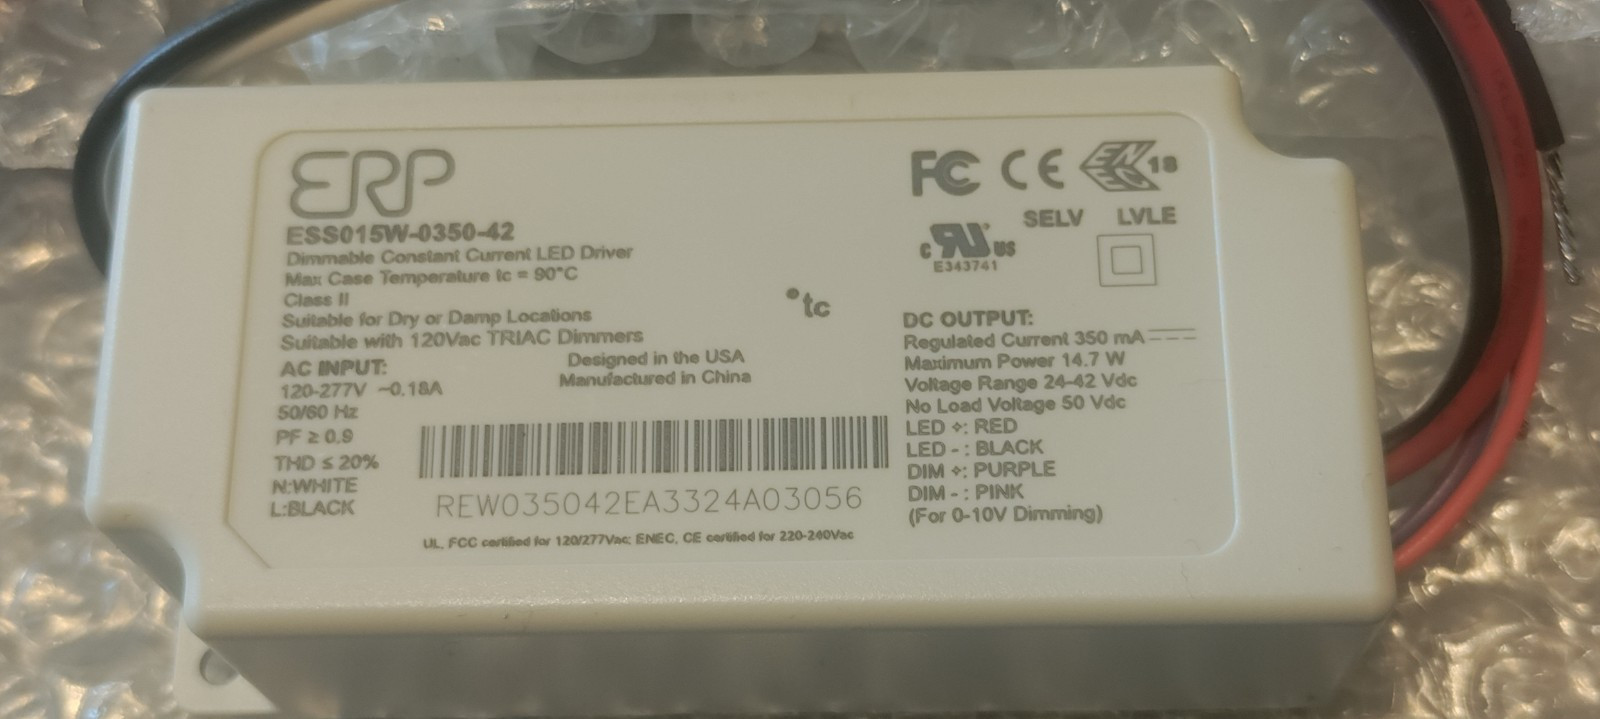 ERP
ESS015W-0350-42
Dimmable Constant Current LED Driver
Max Case Temperature tc = 90°C
Class II
Suitable for Dry or Damp Locations
Suitable with 120Vac TRIAC Dimmers
AC INPUT:
120-277V ~0.18A
50/60 Hz
PF ≥ 0.9
THD ≤ 20%
N:WHITE
L:BLACK
Designed in the USA
Manufactured in China
•tc
REW035042EA3324A03056
UL, FCC certified for 120/277Vac; ENEC, CE certified for 220-240Vac
FC CE ENEC 18
c RU us
E343741
SELV LVLE
DC OUTPUT:
Regulated Current 350 mA
Maximum Power 14.7 W
Voltage Range 24-42 Vdc
No Load Voltage 50 Vdc
LED +: RED
LED - : BLACK
DIM +: PURPLE
DIM - : PINK
(For 0-10V Dimming)